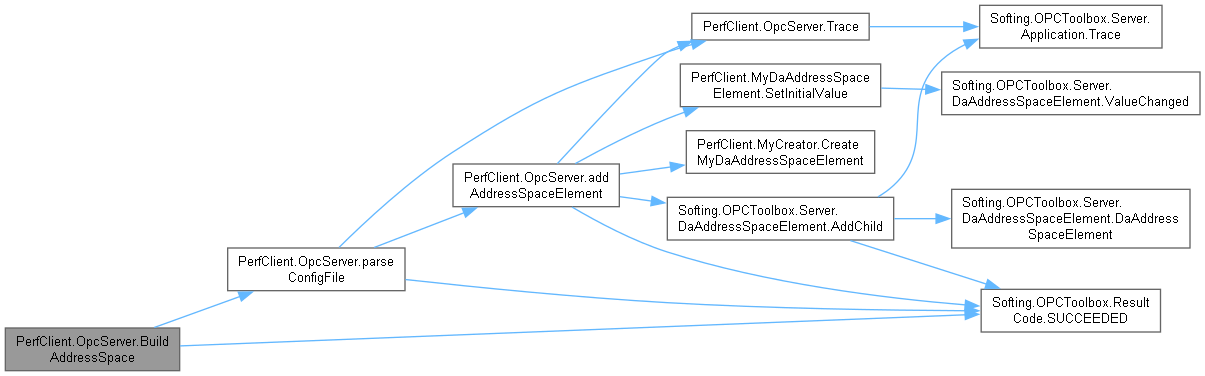 PerfClient.OpcServer.Build
AddressSpace
PerfClient.OpcServer.parse
ConfigFile
PerfClient.OpcServer.add
AddressSpaceElement
PerfClient.OpcServer.Trace
PerfClient.MyDaAddressSpace
Element.SetInitialValue
PerfClient.MyCreator.Create
MyDaAddressSpaceElement
Softing.OPCToolbox.Server.
DaAddressSpaceElement.AddChild
Softing.OPCToolbox.Server.
Application.Trace
Softing.OPCToolbox.Server.
DaAddressSpaceElement.ValueChanged
Softing.OPCToolbox.Server.
DaAddressSpaceElement.DaAddress
SpaceElement
Softing.OPCToolbox.Result
Code.SUCCEEDED